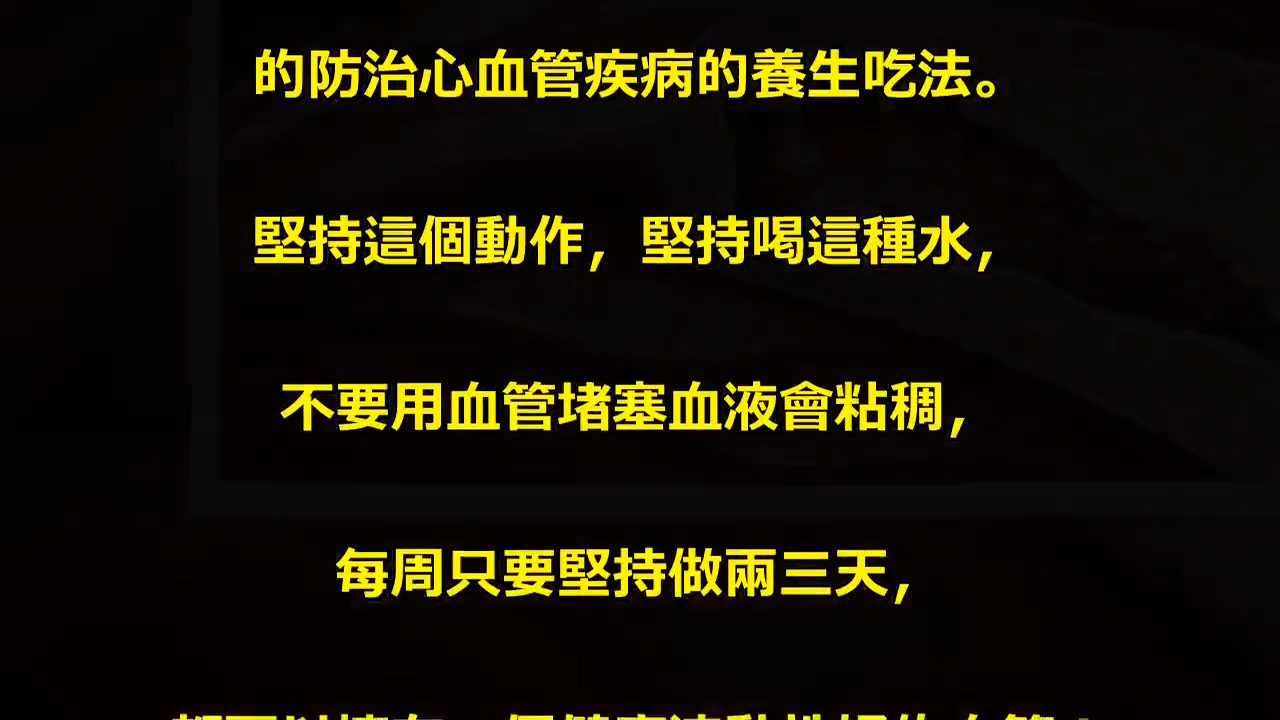 的防治心血管疾病的養生吃法。
堅持這個動作，堅持喝這種水，
不要用血管堵塞血液會粘稠，
每周只要堅持做兩三天，